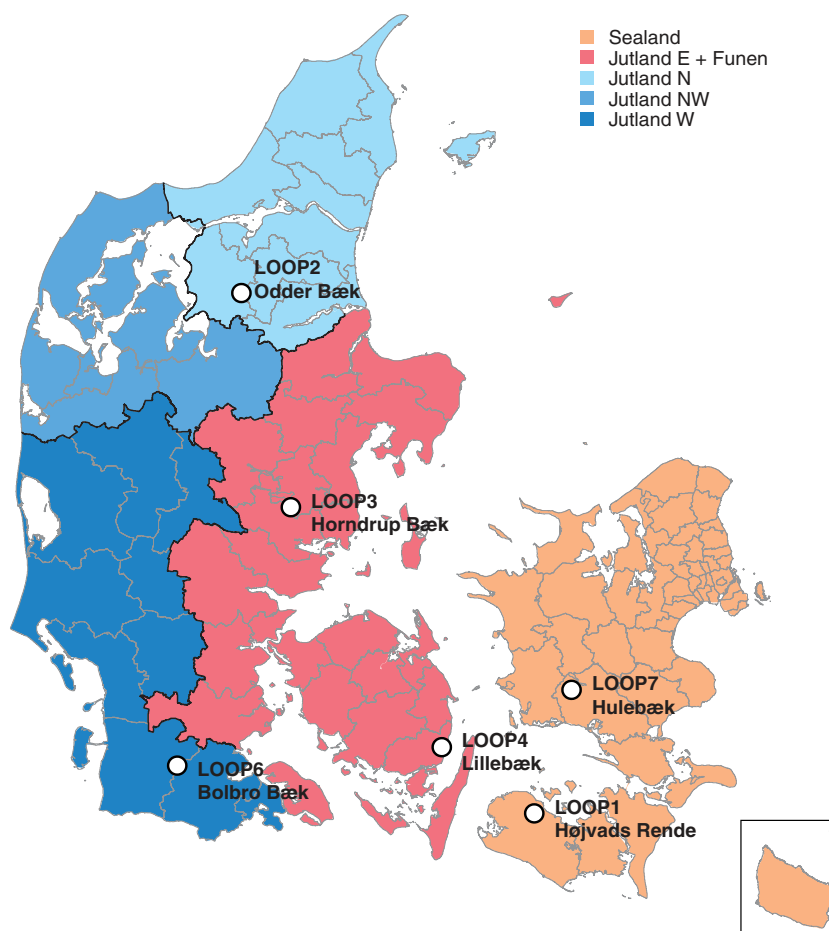 Sealand
Jutland E + Funen
Jutland N
Jutland NW
Jutland W
LOOP2
Odder Bæk
LOOP3
Horndrup Bæk
LOOP7
Hulebæk
LOOP4
Lillebæk
LOOP6
Bolbro Bæk
LOOP1
Højvads Rende